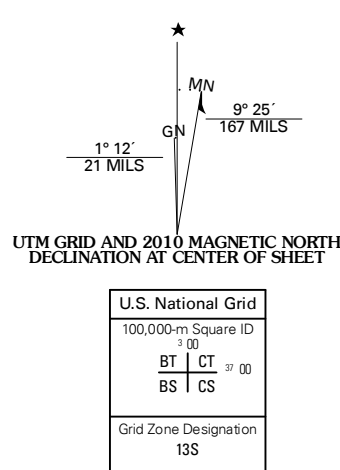 ★
MN
GN
9° 25´
167 MILS
1° 12´
21 MILS
UTM GRID AND 2010 MAGNETIC NORTH
DECLINATION AT CENTER OF SHEET
U.S. National Grid
100,000-m Square ID
3 00
BT CT 37 00
BS CS
Grid Zone Designation
13S